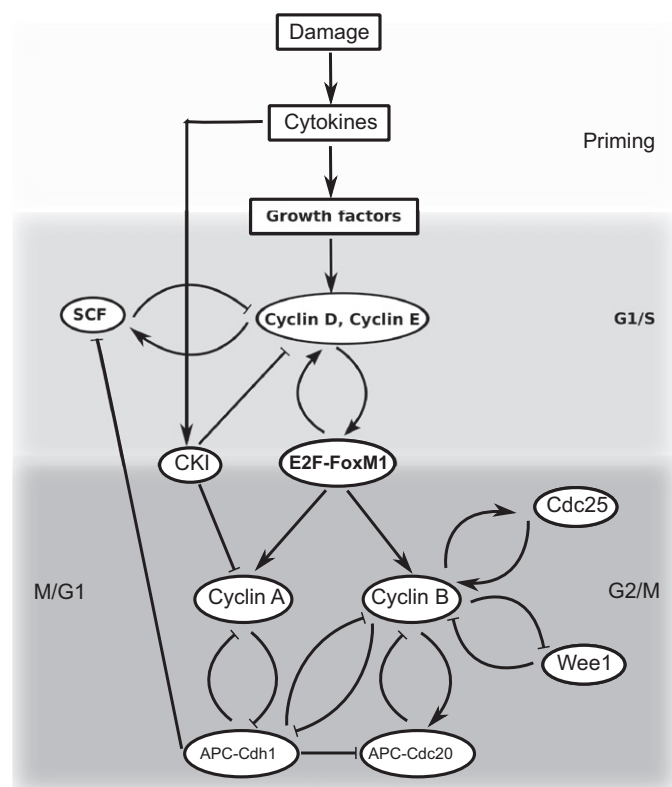 Damage
Cytokines
Priming
Growth factors
SCF
Cyclin D, Cyclin E
G1/S
CKI
E2F-FoxM1
Cdc25
M/G1
Cyclin A
Cyclin B
G2/M
Wee1
APC-Cdh1
APC-Cdc20